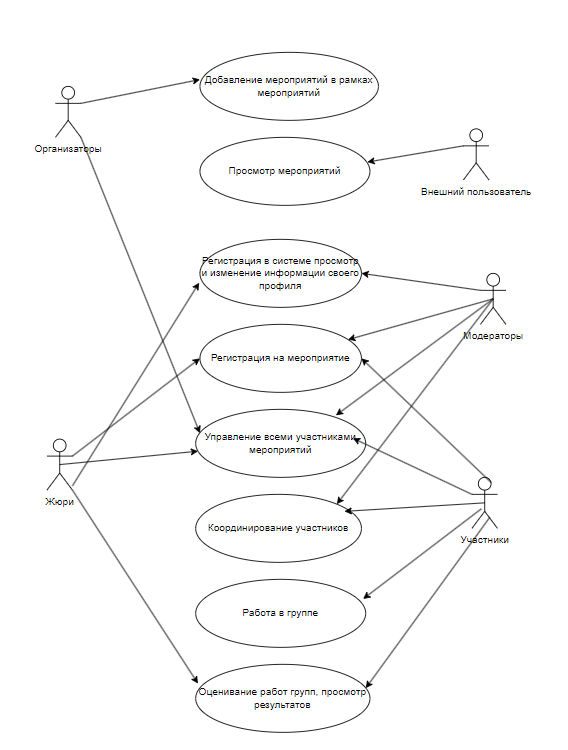 Добавление мероприятий в рамках
мероприятий
Организаторы
Просмотр мероприятий
Внешний пользователь
Регистрация в системе просмотр
и изменение информации своего
профиля
Модераторы
Регистрация на мероприятие
Управление всеми участниками
мероприятий
Жюри
Координирование участников
Участники
Работа в группе
Оценивание работ групп, просмотр
результатов